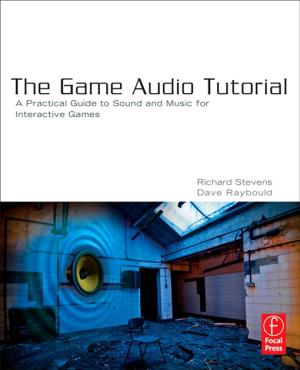 The Game Audio Tutorial
A Practical Guide to Sound and Music for
Interactive Games
Richard Stevens
Dave Raybould
Focal
Press